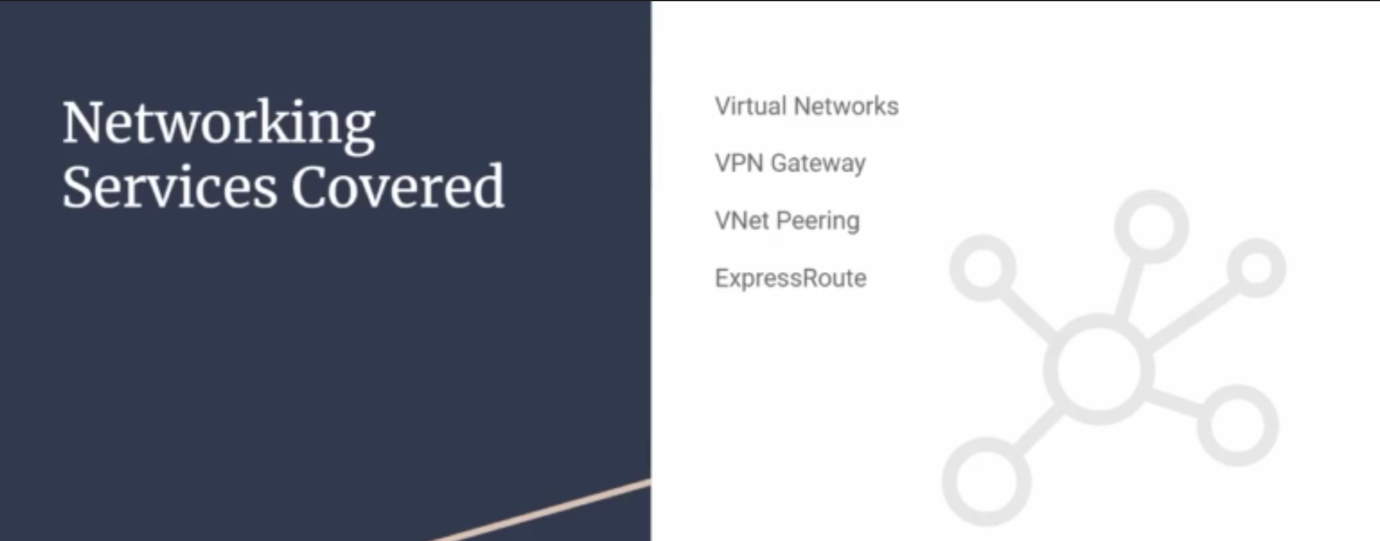 Networking
Services Covered
Virtual Networks
VPN Gateway
VNet Peering
ExpressRoute